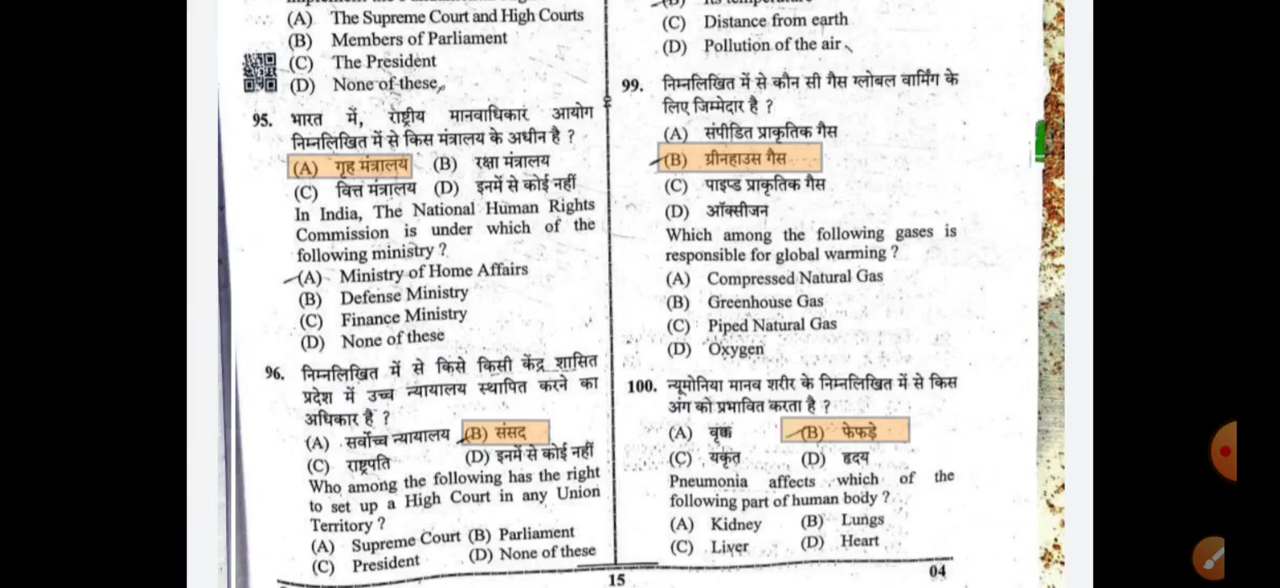 (A) The Supreme Court and High Courts
(B) Members of Parliament
(C) The President
(D) None of these
95. भारत में, राष्ट्रीय मानवाधिकार आयोग
निम्नलिखित में से किस मंत्रालय के अधीन है ?
(A) गृह मंत्रालय (B) रक्षा मंत्रालय
(C) वित्त मंत्रालय (D) इनमें से कोई नहीं
In India, The National Human Rights
Commission is under which of the
following ministry ?
(A) Ministry of Home Affairs
(B) Defense Ministry
(C) Finance Ministry
(D) None of these
96. निम्नलिखित में से किसे किसी केंद्र शासित
प्रदेश में उच्च न्यायालय स्थापित करने का
अधिकार है ?
(A) सर्वोच्च न्यायालय (B) संसद
(C) राष्ट्रपति (D) इनमें से कोई नहीं
Who among the following has the right
to set up a High Court in any Union
Territory ?
(A) Supreme Court (B) Parliament
(C) President (D) None of these
(C) Distance from earth
(D) Pollution of the air
99. निम्नलिखित में से कौन सी गैस ग्लोबल वार्मिंग के
लिए जिम्मेदार है ?
(A) संपीडित प्राकृतिक गैस
(B) ग्रीनहाउस गैस
(C) पाइप्ड प्राकृतिक गैस
(D) ऑक्सीजन
Which among the following gases is
responsible for global warming ?
(A) Compressed Natural Gas
(B) Greenhouse Gas
(C) Piped Natural Gas
(D) Oxygen
100. न्यूमोनिया मानव शरीर के निम्नलिखित में से किस
अंग को प्रभावित करता है ?
(A) वृक्क (B) फेफड़े
(C) यकृत (D) हृदय
Pneumonia affects which of the
following part of human body ?
(A) Kidney (B) Lungs
(C) Liver (D) Heart
15
04